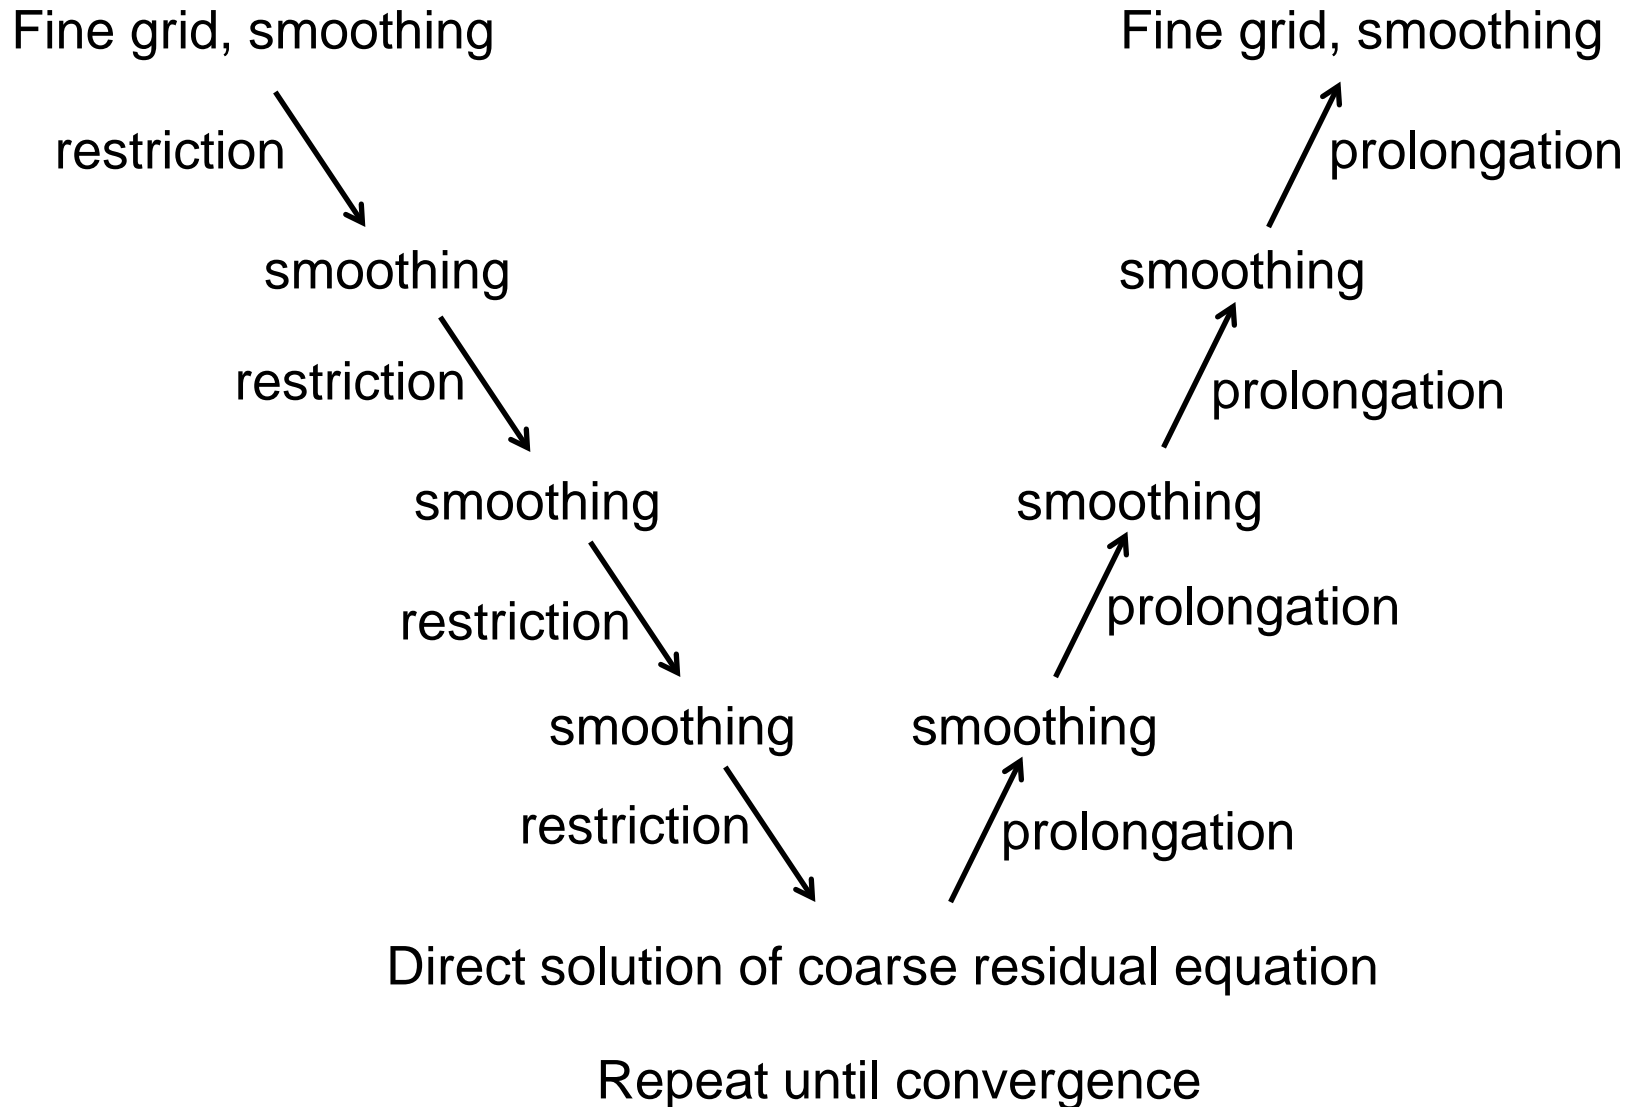 Fine grid, smoothing
Fine grid, smoothing
restriction
prolongation
smoothing
smoothing
restriction
prolongation
smoothing
smoothing
restriction
prolongation
smoothing
smoothing
restriction
prolongation
Direct solution of coarse residual equation
Repeat until convergence